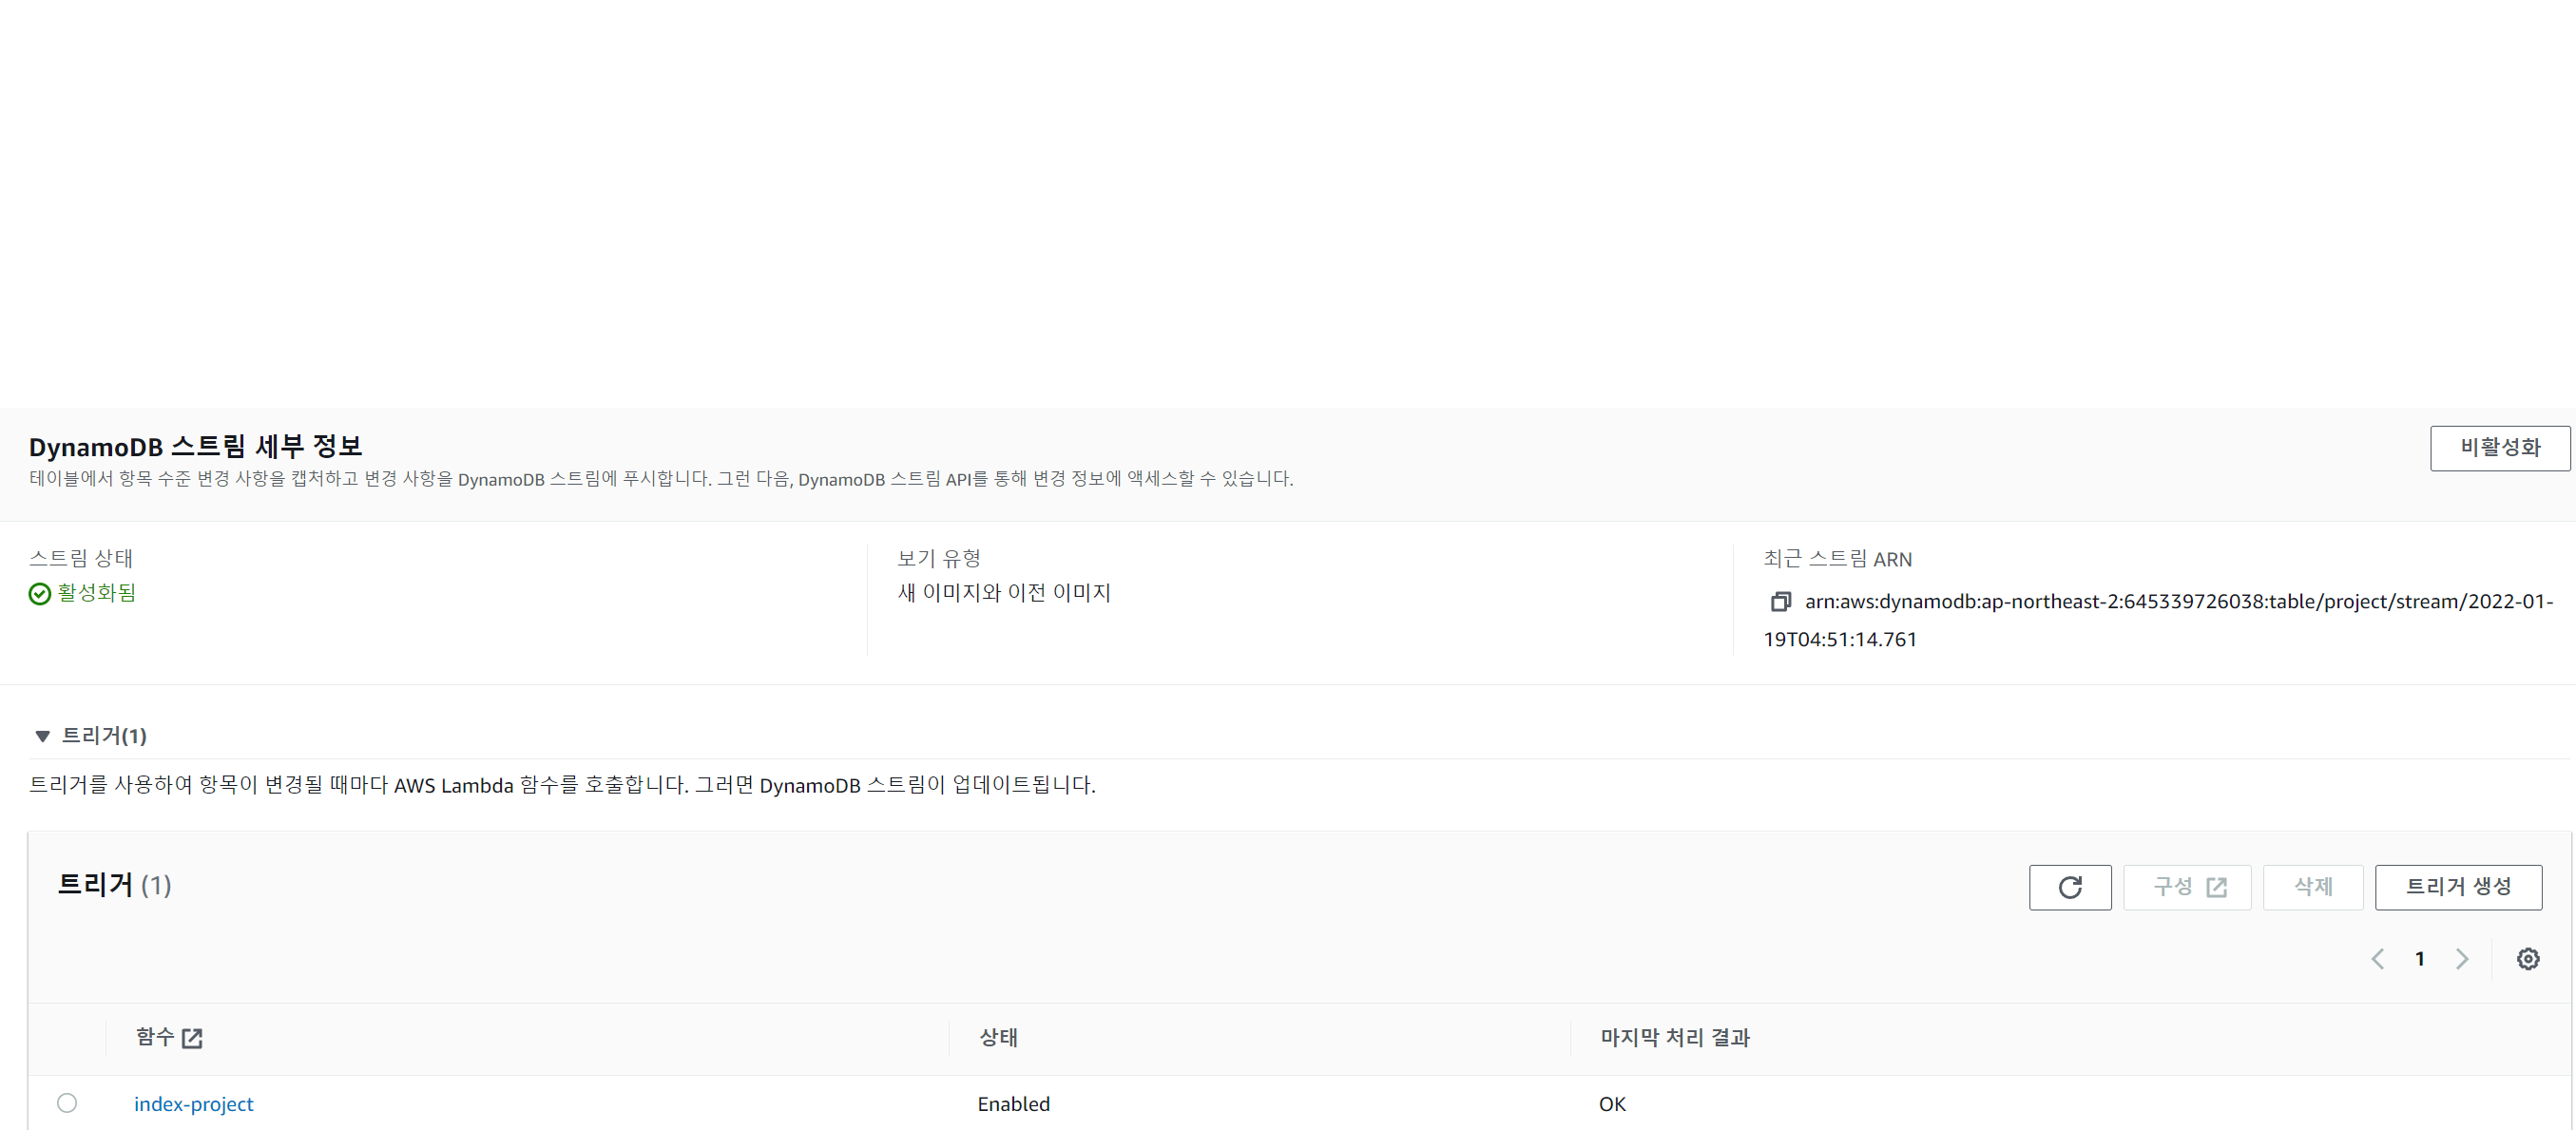 DynamoDB 스트림 세부 정보
비활성화
테이블에서 항목 수준 변경 사항을 캡처하고 변경 사항을 DynamoDB 스트림에 푸시합니다. 그런 다음, DynamoDB 스트림 API를 통해 변경 정보에 액세스할 수 있습니다.
스트림 상태
활성화됨
보기 유형
새 이미지와 이전 이미지
최근 스트림 ARN
arn:aws:dynamodb:ap-northeast-2:645339726038:table/project/stream/2022-01-
19T04:51:14.761
트리거(1)
트리거를 사용하여 항목이 변경될 때마다 AWS Lambda 함수를 호출합니다. 그러면 DynamoDB 스트림이 업데이트됩니다.
트리거 (1)
구성
삭제
트리거 생성
1
함수
상태
마지막 처리 결과
index-project
Enabled
OK